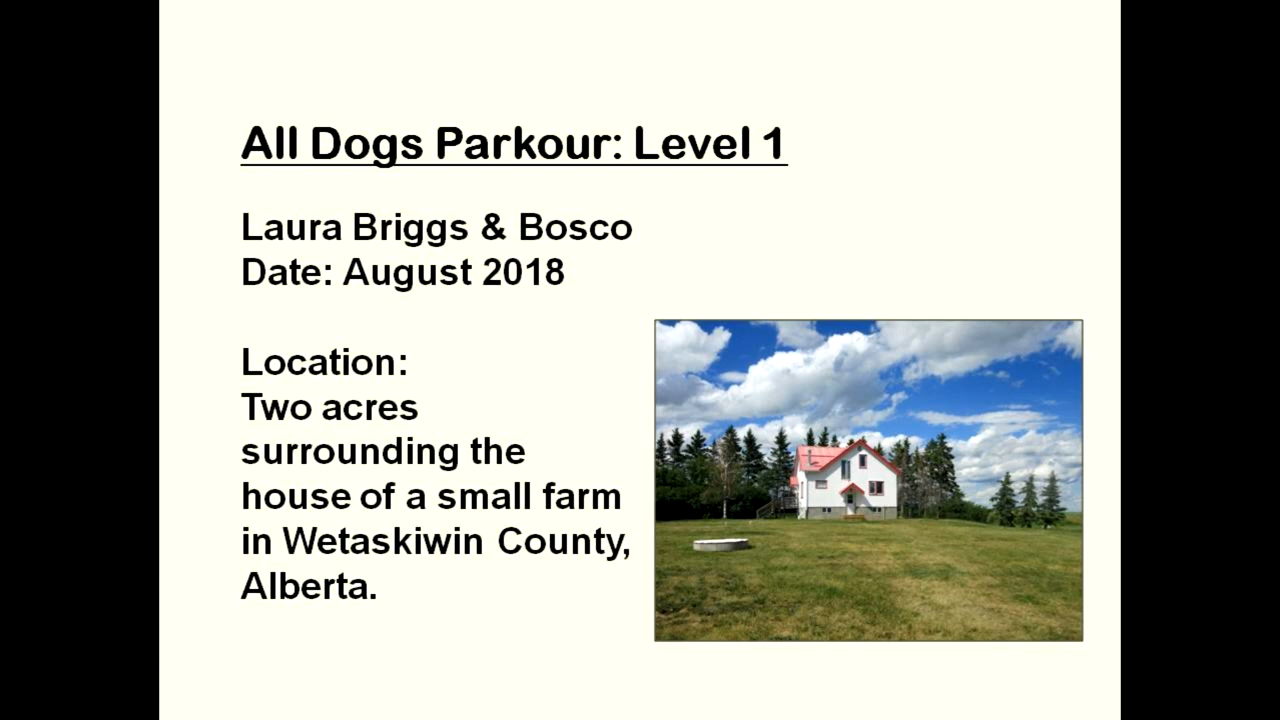 All Dogs Parkour: Level 1
Laura Briggs & Bosco
Date: August 2018
Location:
Two acres
surrounding the
house of a small farm
in Wetaskiwin County,
Alberta.